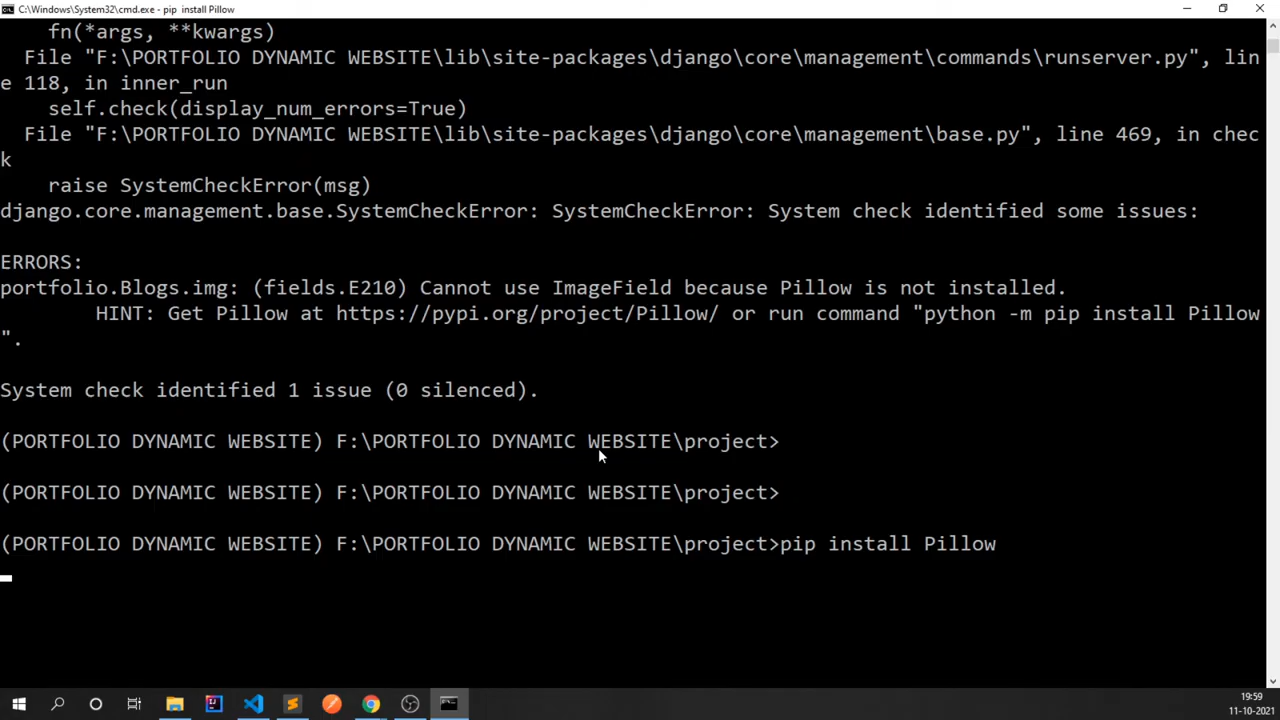 C:\Windows\System32\cmd.exe - pip  install Pillow
fn(*args, **kwargs)
File "F:\PORTFOLIO DYNAMIC WEBSITE\lib\site-packages\django\core\management\commands\runserver.py", lin
e 118, in inner_run
self.check(display_num_errors=True)
File "F:\PORTFOLIO DYNAMIC WEBSITE\lib\site-packages\django\core\management\base.py", line 469, in chec
k
raise SystemCheckError(msg)
django.core.management.base.SystemCheckError: SystemCheckError: System check identified some issues:
ERRORS:
portfolio.Blogs.img: (fields.E210) Cannot use ImageField because Pillow is not installed.
HINT: Get Pillow at https://pypi.org/project/Pillow/ or run command "python -m pip install Pillow
".
System check identified 1 issue (0 silenced).
(PORTFOLIO DYNAMIC WEBSITE) F:\PORTFOLIO DYNAMIC WEBSITE\project>
(PORTFOLIO DYNAMIC WEBSITE) F:\PORTFOLIO DYNAMIC WEBSITE\project>
(PORTFOLIO DYNAMIC WEBSITE) F:\PORTFOLIO DYNAMIC WEBSITE\project>pip install Pillow
19:59
11-10-2021